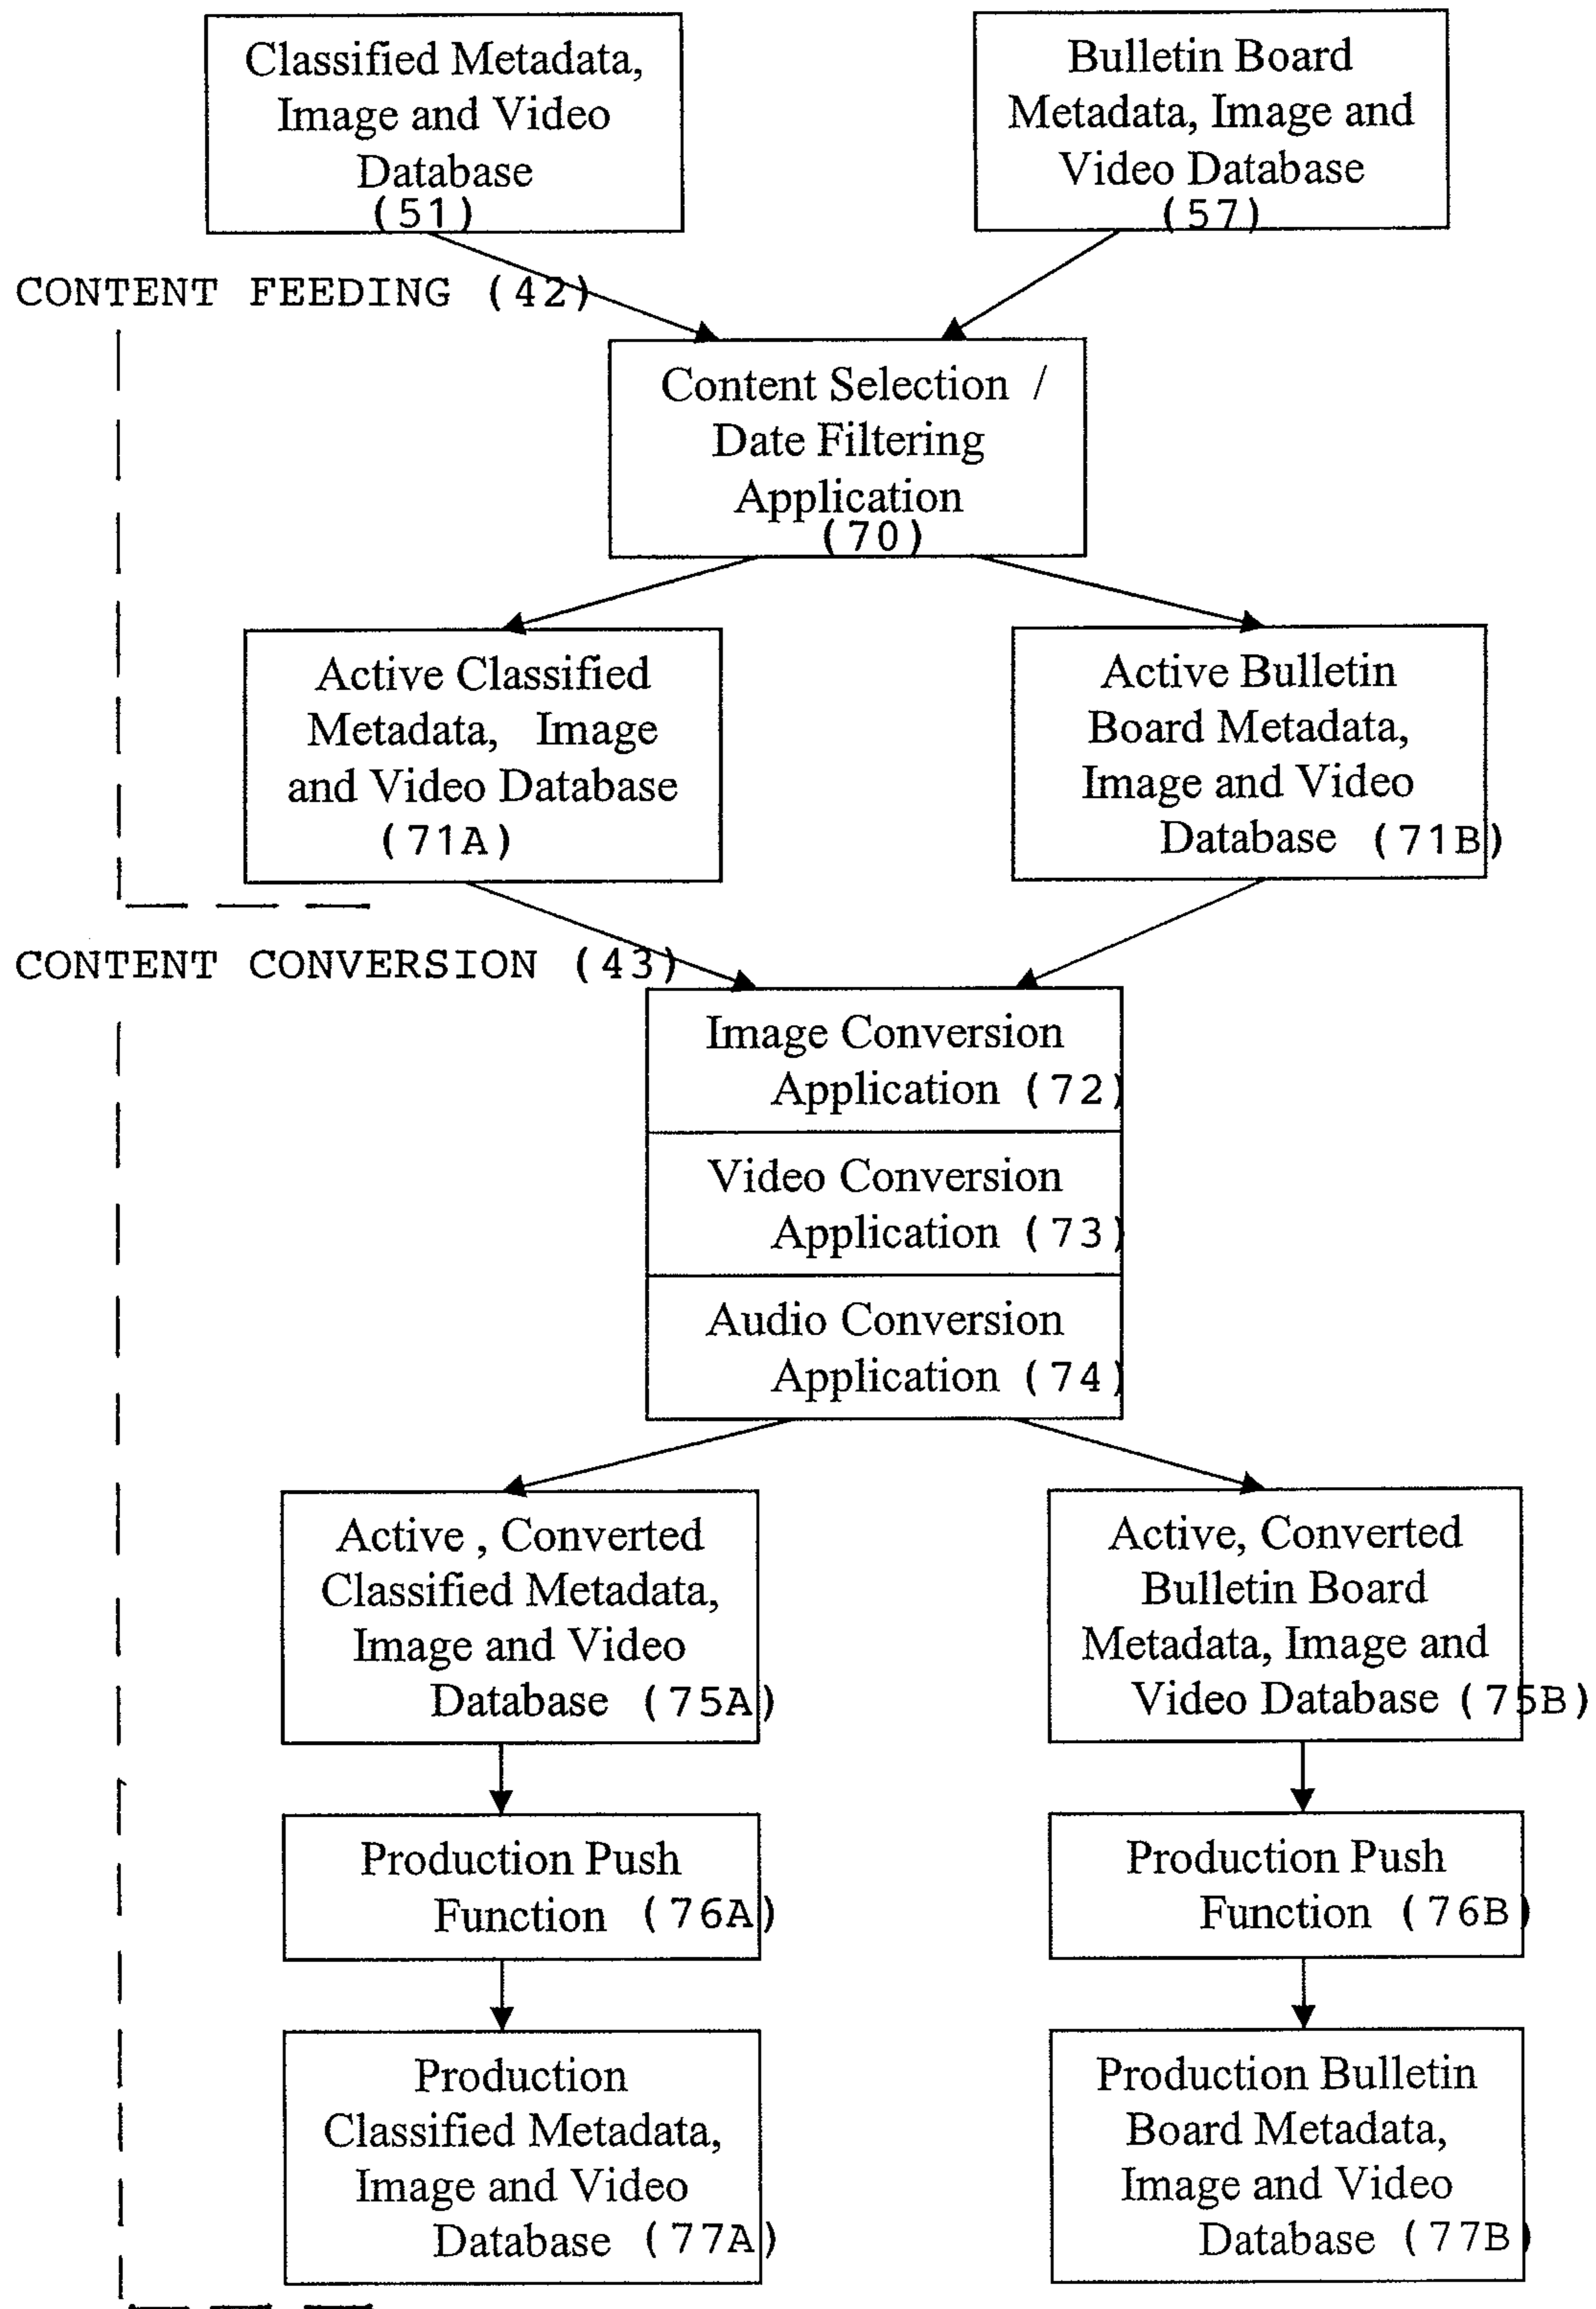 Classified Metadata,
Image and Video
Database
(51)
Bulletin Board
Metadata, Image and
Video Database
(57)
CONTENT FEEDING (42)
Content Selection /
Date Filtering
Application
(70)
Active Classified
Metadata, Image
and Video Database
(71A)
Active Bulletin
Board Metadata,
Image and Video
Database (71B)
CONTENT CONVERSION (43)
Image Conversion
Application (72)
Video Conversion
Application (73)
Audio Conversion
Application (74)
Active , Converted
Classified Metadata,
Image and Video
Database (75A)
Active, Converted
Bulletin Board
Metadata, Image and
Video Database (75B)
Production Push
Function (76A)
Production Push
Function (76B)
Production
Classified Metadata,
Image and Video
Database (77A)
Production Bulletin
Board Metadata,
Image and Video
Database (77B)